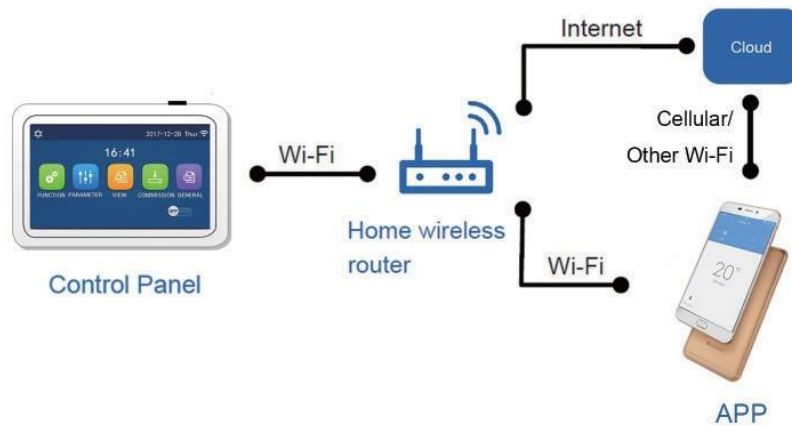 Internet
Cloud
Cellular/
Other Wi-Fi
2017-12-28 Thur.
16:41
FUNCTION PARAMETER VIEW COMMISSION GENERAL
OFF
Wi-Fi
Home wireless
router
Wi-Fi
Control Panel
20°
APP